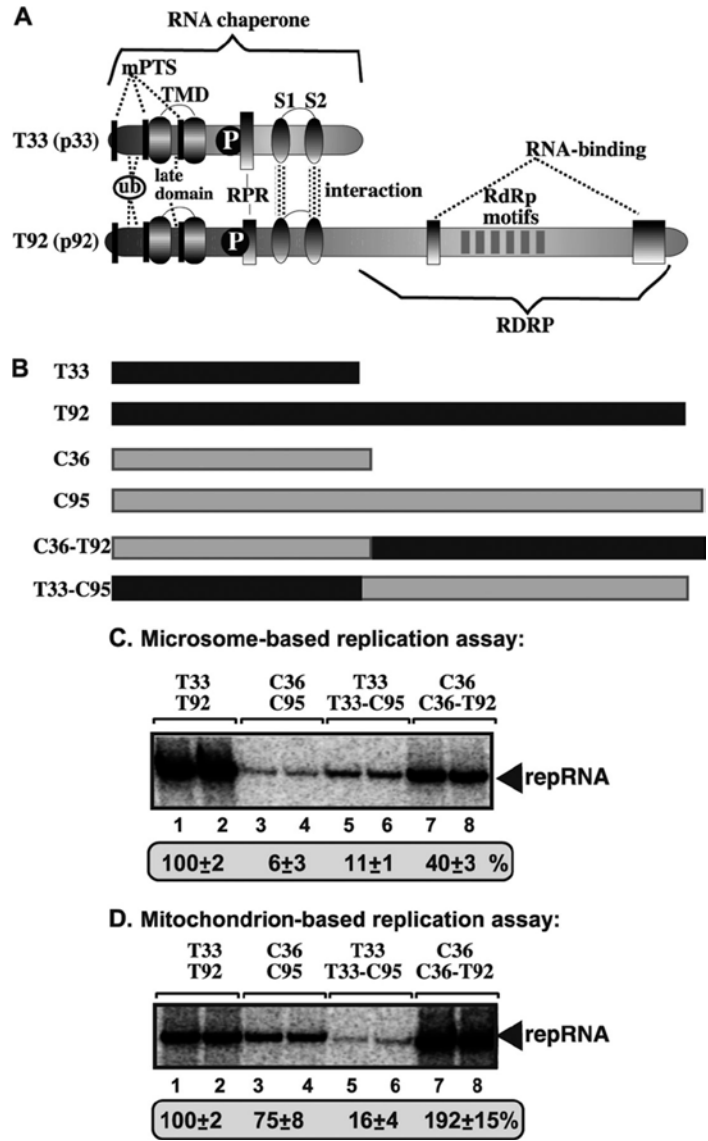 A
RNA chaperone
mPTS
TMD
S1 S2
T33 (p33)
P
RNA-binding
ub
late
domain
RPR
interaction
RdRp
motifs
T92 (p92)
P
RDRP
B
T33
T92
C36
C95
C36-T92
T33-C95
C. Microsome-based replication assay:
T33 C36 T33 C36
T92 C95 T33-C95 C36-T92
repRNA
1 2 3 4 5 6 7 8
100±2 6±3 11±1 40±3 %
D. Mitochondrion-based replication assay:
T33 C36 T33 C36
T92 C95 T33-C95 C36-T92
repRNA
1 2 3 4 5 6 7 8
100±2 75±8 16±4 192±15%